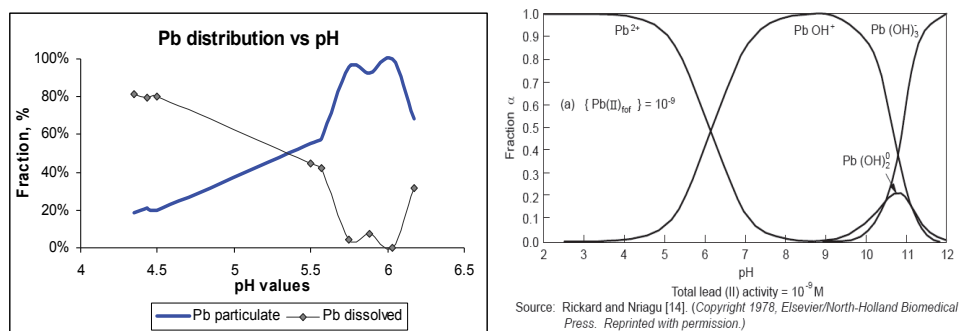 Pb distribution vs pH
100%
80%
60%
40%
20%
0%
Fraction, %
4
4.5
5
5.5
6
6.5
pH values
Pb particulate
Pb dissolved
1.0
0.9
0.8
0.7
0.6
0.5
0.4
0.3
0.2
0.1
0.0
Fraction α
Pb²⁺
Pb OH⁺
Pb (OH)₃⁻
(a) { Pb(II)fof } = 10⁻⁹
Pb (OH)₂⁰
2 3 4 5 6 7 8 9 10 11 12
pH
Total lead (II) activity = 10⁻⁹ M
Source: Rickard and Nriagu [14]. (Copyright 1978, Elsevier/North-Holland Biomedical
Press. Reprinted with permission.)